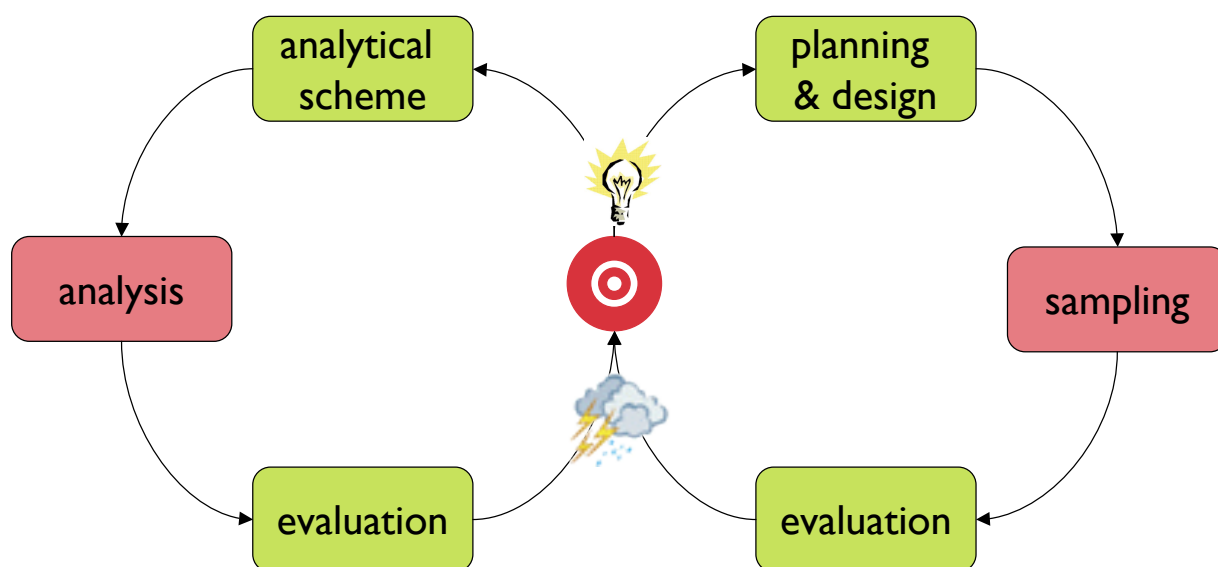 analytical
scheme
planning
& design
analysis
sampling
evaluation
evaluation